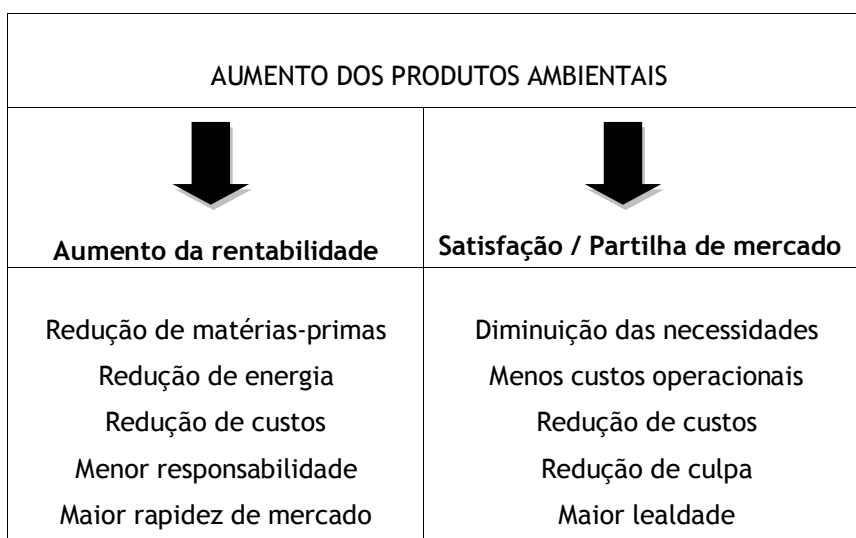 AUMENTO DOS PRODUTOS AMBIENTAIS
Aumento da rentabilidade
Satisfação / Partilha de mercado
Redução de matérias-primas
Redução de energia
Redução de custos
Menor responsabilidade
Maior rapidez de mercado
Diminuição das necessidades
Menos custos operacionais
Redução de custos
Redução de culpa
Maior lealdade